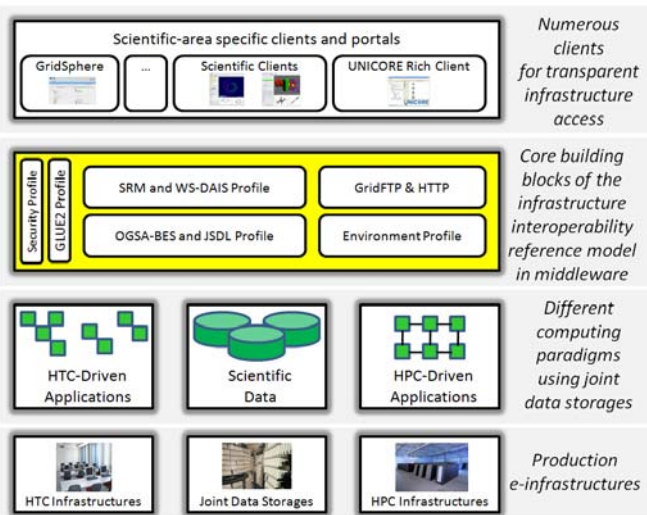 Scientific-area specific clients and portals
GridSphere
...
Scientific Clients
UNICORE Rich Client
UNICORE
Numerous
clients
for transparent
infrastructure
access
Security Profile
GLUE2 Profile
SRM and WS-DAIS Profile
GridFTP & HTTP
OGSA-BES and JSDL Profile
Environment Profile
Core building
blocks of the
infrastructure
interoperability
reference model
in middleware
HTC-Driven
Applications
Scientific
Data
HPC-Driven
Applications
Different
computing
paradigms
using joint
data storages
HTC Infrastructures
Joint Data Storages
HPC Infrastructures
Production
e-infrastructures